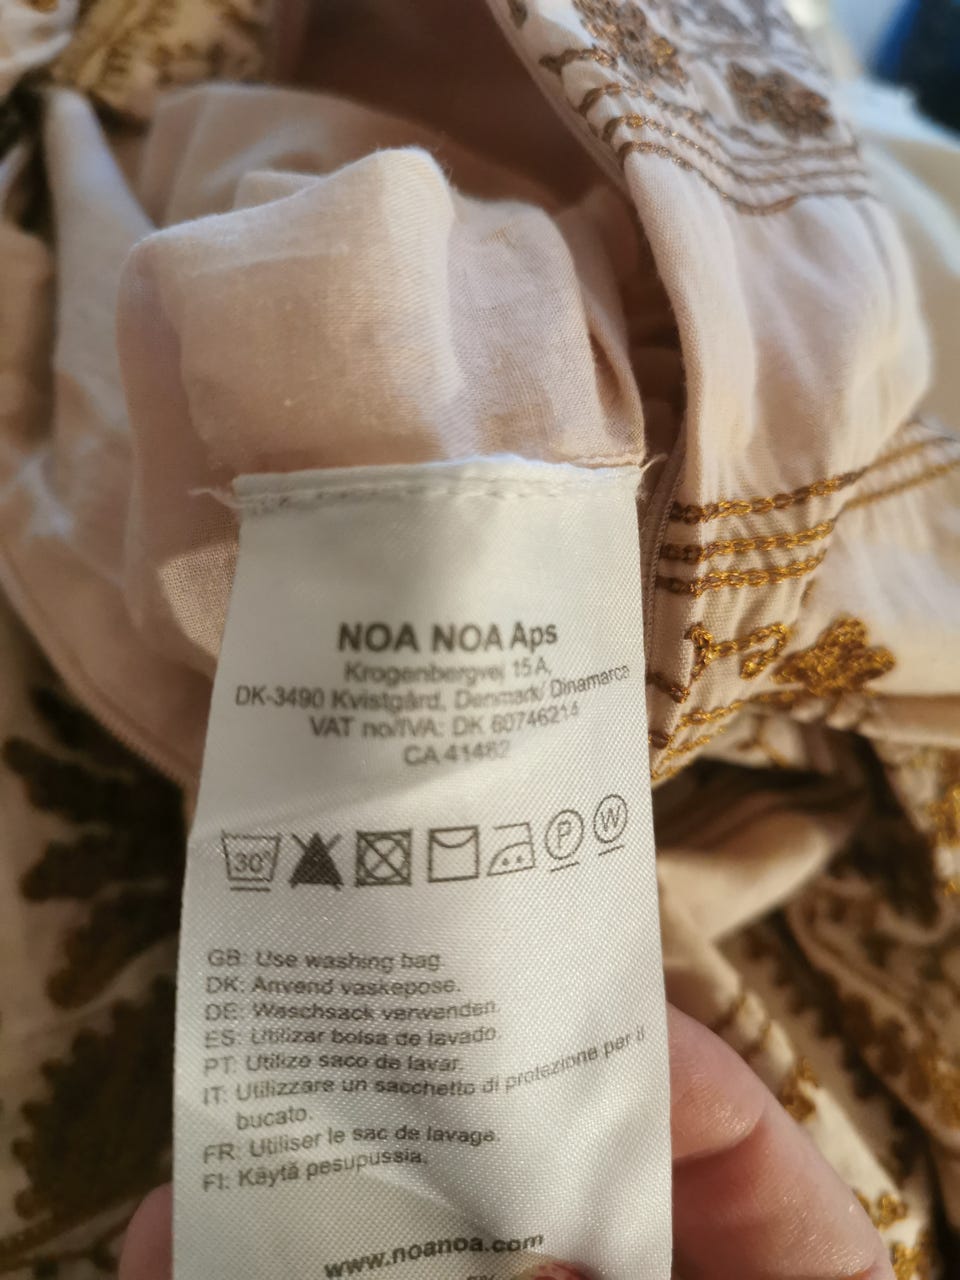 NOA NOA Aps
Krogenbergvej 15 A,
DK-3490 Kvistgård, Denmark/ Dinamarca
VAT no/IVA: DK 60746214
CA 41462
30°
P W
GB: Use washing bag
DK: Anvend vaskepose.
DE: Waschsack verwenden.
ES: Utilizar bolsa de lavado.
PT: Utilize saco de lavar.
IT: Utilizzare un sacchetto di protezione per il
bucato.
FR: Utiliser le sac de lavage.
FI: Käytä pesupussia.
www.noanoa.com